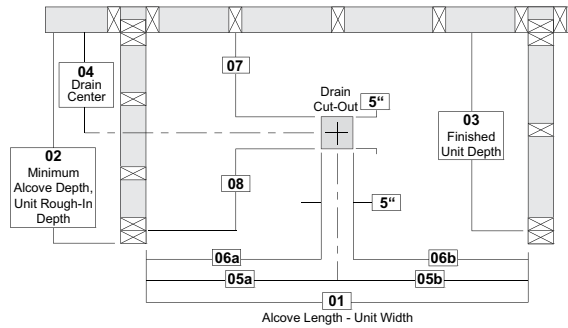 04
Drain
Center
07
Drain
Cut-Out
5“
03
Finished
Unit Depth
02
Minimum
Alcove Depth,
Unit Rough-In
Depth
08
5“
06a
06b
05a
05b
01
Alcove Length - Unit Width